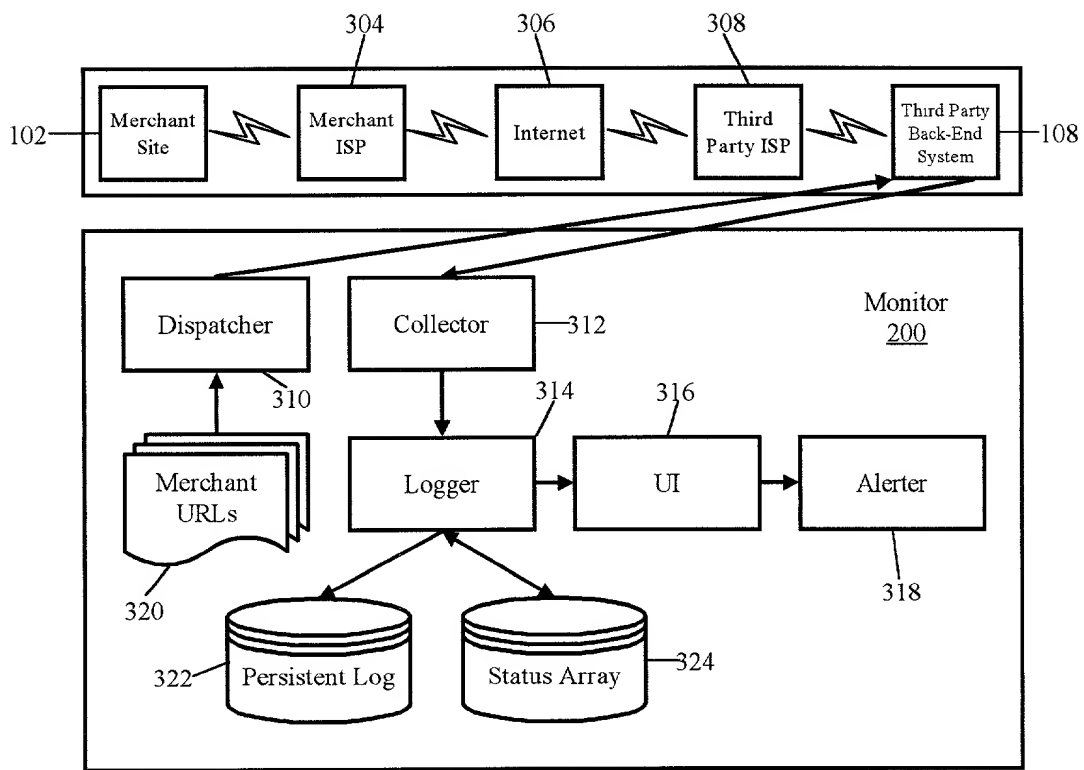 304
306
308
102
Merchant
Site
Merchant
ISP
Internet
Third
Party ISP
Third Party
Back-End
System
108
Dispatcher
310
Collector
312
Monitor
200
Merchant
URLs
320
Logger
314
UI
316
Alerter
318
322
Persistent Log
Status Array
324